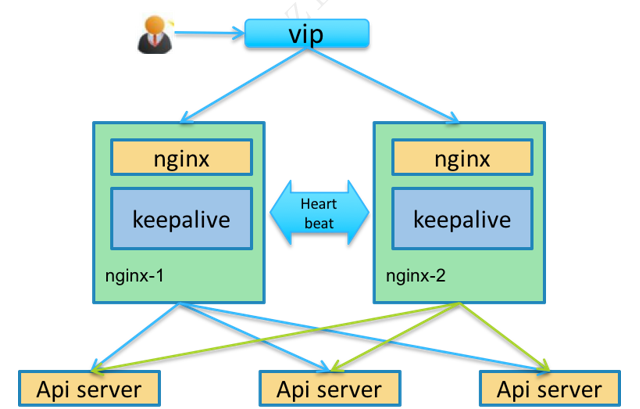 vip
nginx
nginx
keepalive
Heart
beat
keepalive
nginx-1
nginx-2
Api server
Api server
Api server